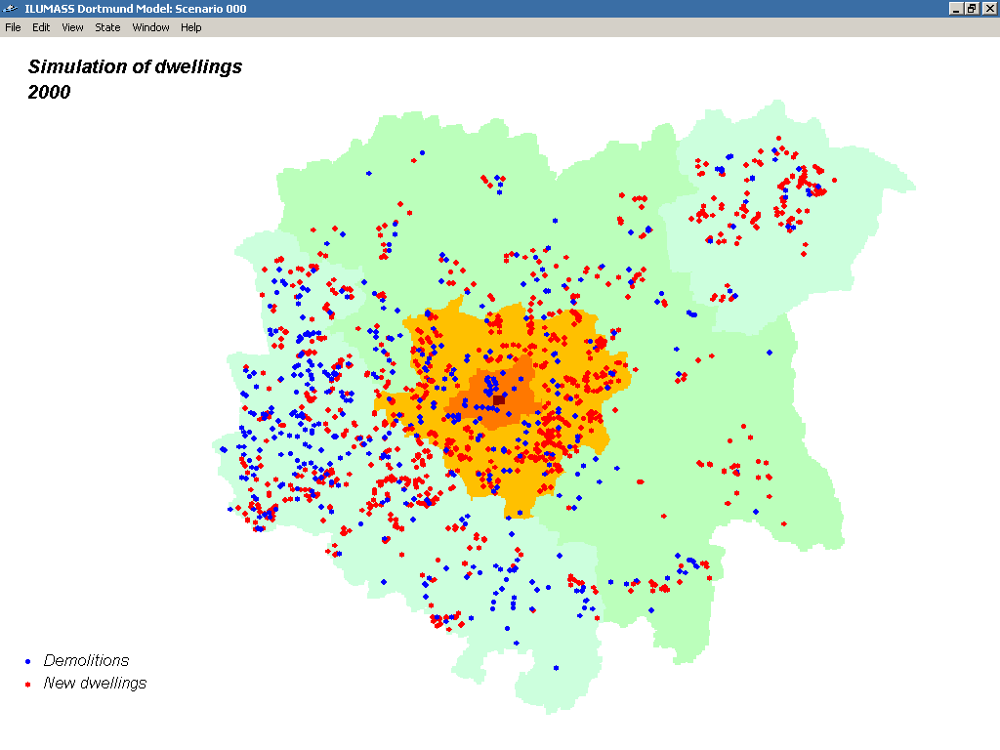 ILUMASS Dortmund Model: Scenario 000
File Edit View State Window Help
Simulation of dwellings
2000
Demolitions
New dwellings